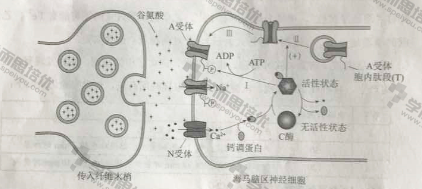 谷氨酸
A受体
ADP
ATP
Ⅲ
Ⅱ
(+)
A受体
胞内肽段(T)
P
Na⁺
P
Ⅰ
活性状态
C酶
无活性状态
N受体
Ca²⁺
钙调蛋白
传入纤维末梢
海马脑区神经细胞